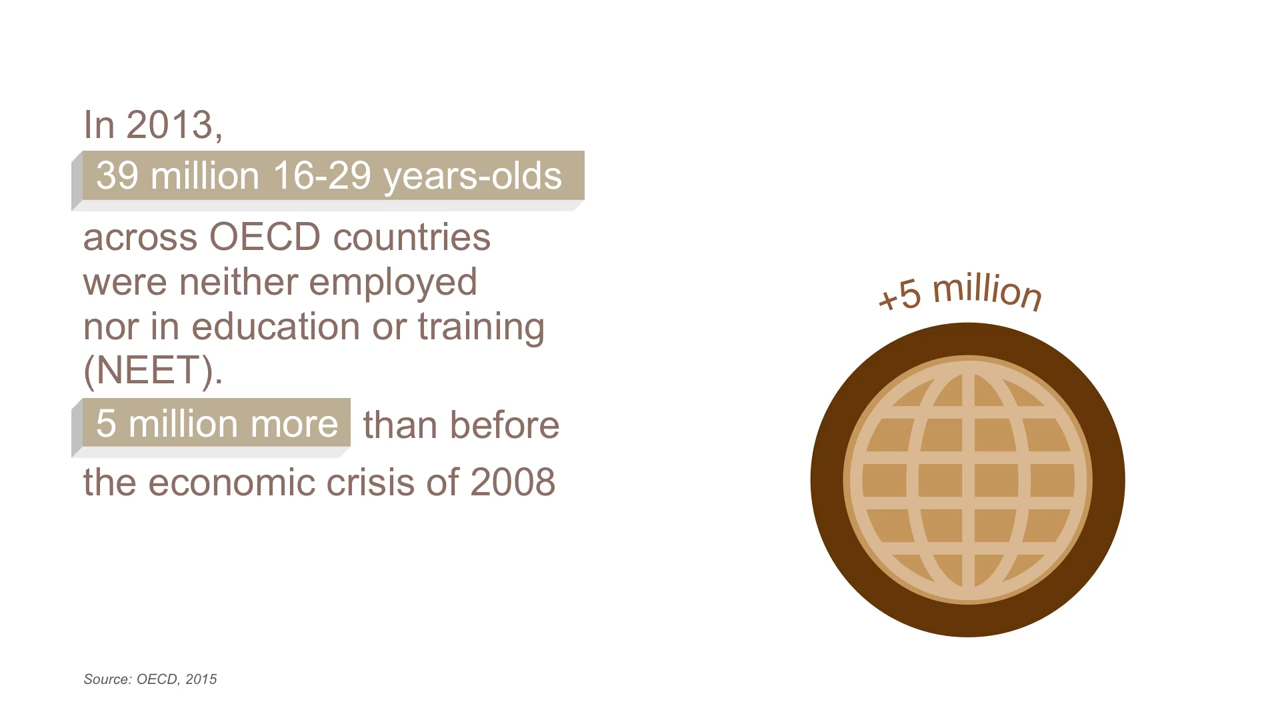 In 2013,
39 million 16-29 years-olds
across OECD countries
were neither employed
nor in education or training
(NEET).
5 million more than before
the economic crisis of 2008
+5 million
Source: OECD, 2015